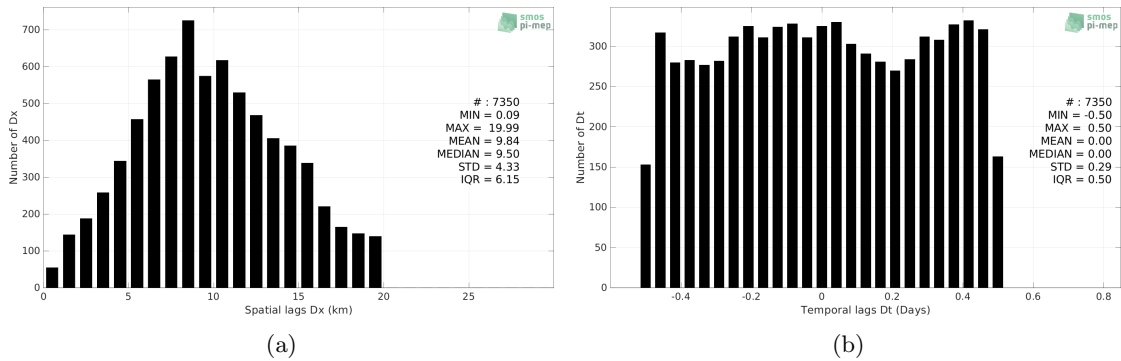 700
600
500
400
300
200
100
0
Number of Dx
0 5 10 15 20 25
Spatial lags Dx (km)
smos
pi-mep
# : 7350
MIN = 0.09
MAX = 19.99
MEAN = 9.84
MEDIAN = 9.50
STD = 4.33
IQR = 6.15
(a)
300
250
200
150
100
50
0
Number of Dt
-0.4 -0.2 0 0.2 0.4 0.6 0.8
Temporal lags Dt (Days)
smos
pi-mep
# : 7350
MIN = -0.50
MAX = 0.50
MEAN = 0.00
MEDIAN = 0.00
STD = 0.29
IQR = 0.50
(b)